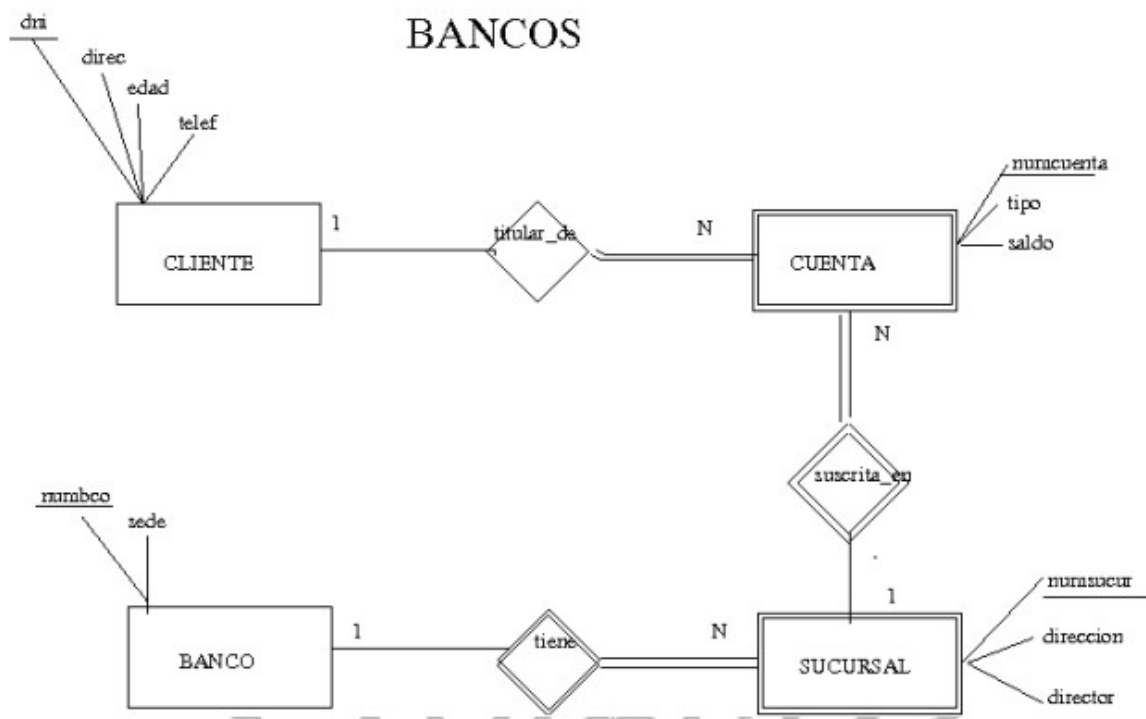 BANCOS
dni
direc
edad
telef
numcuenta
tipo
saldo
1
titular_de
N
CLIENTE
CUENTA
N
suscrita_en
numbco
sede
1
numsucur
1
tiene
N
direccion
BANCO
SUCURSAL
director